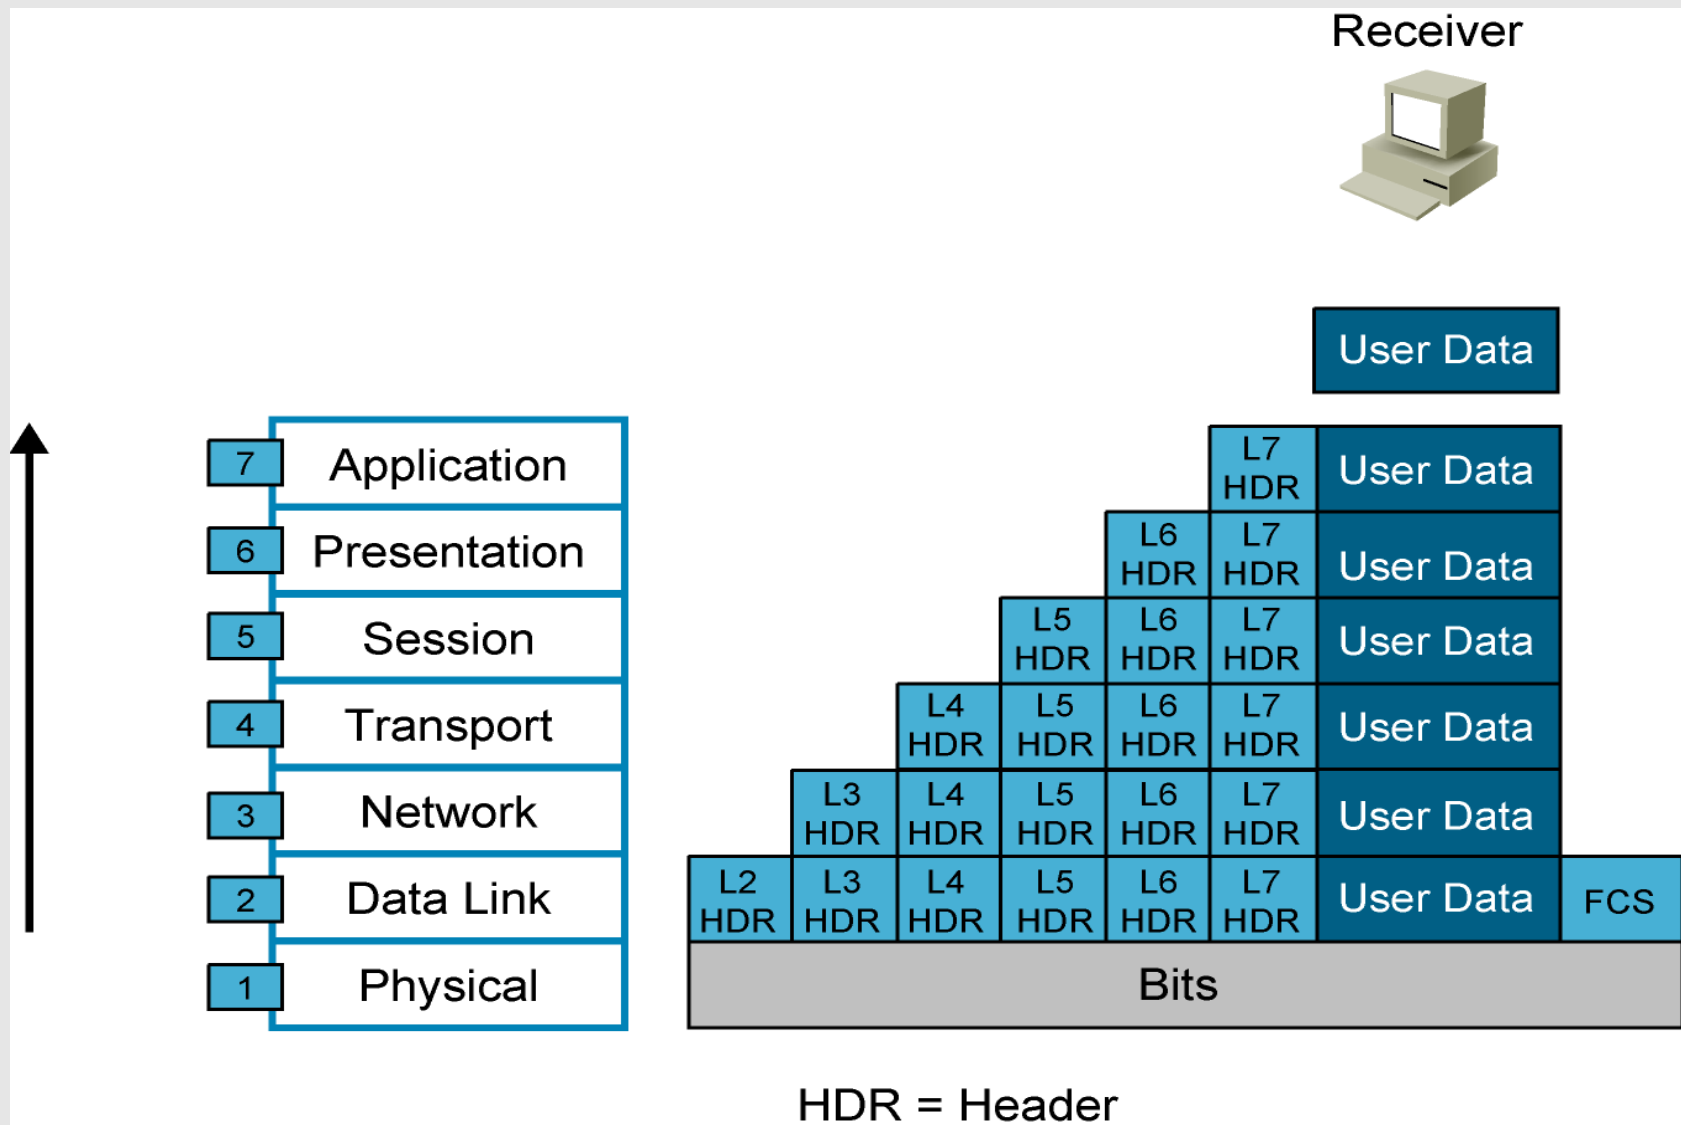 Receiver
User Data
7 Application L7 HDR User Data
6 Presentation L6 HDR L7 HDR User Data
5 Session L5 HDR L6 HDR L7 HDR User Data
4 Transport L4 HDR L5 HDR L6 HDR L7 HDR User Data
3 Network L3 HDR L4 HDR L5 HDR L6 HDR L7 HDR User Data
2 Data Link L2 HDR L3 HDR L4 HDR L5 HDR L6 HDR L7 HDR User Data FCS
1 Physical Bits
HDR = Header